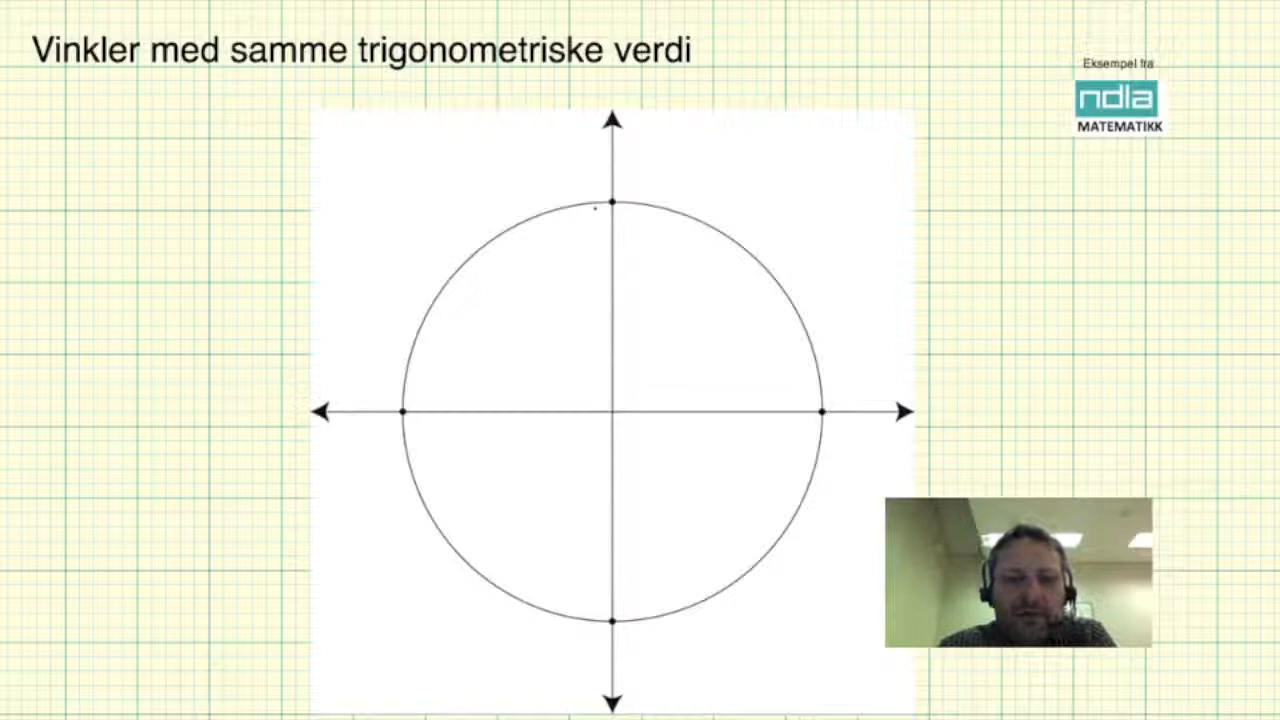 Vinkler med samme trigonometriske verdi
Eksempel fra
ndla
MATEMATIKK